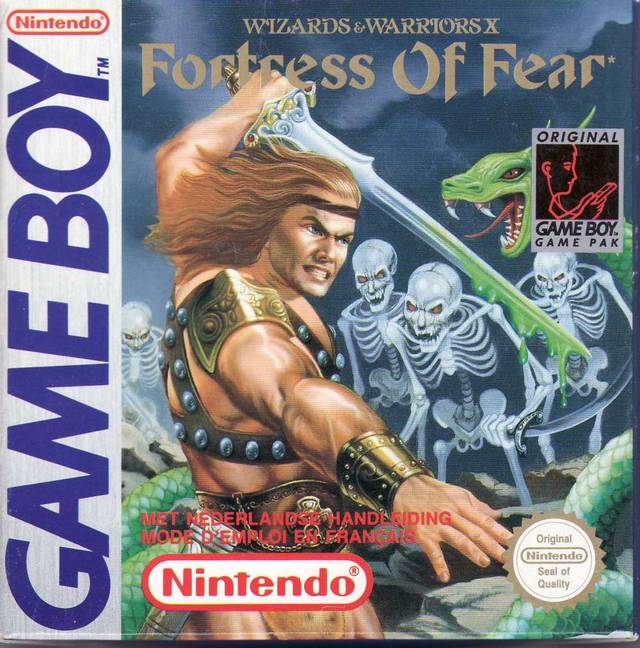 Nintendo®
GAME BOY
TM
WIZARDS & WARRIORS X
Fortress Of Fear*
ORIGINAL
GAME BOY
GAME PAK
MET NEDERLANDSE HANDLEIDING
MODE D'EMPLOI EN FRANÇAIS
Nintendo®
Original
Nintendo
Seal of
Quality